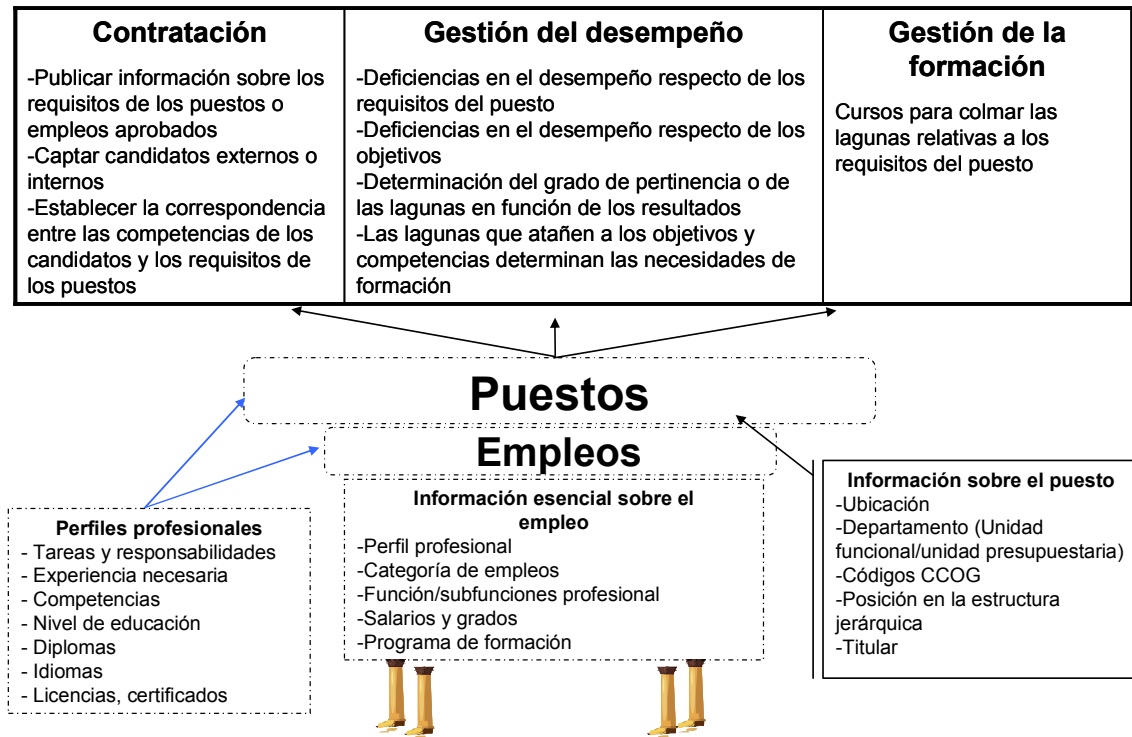 Contratación
-Publicar información sobre los
requisitos de los puestos o
empleos aprobados
-Captar candidatos externos o
internos
-Establecer la correspondencia
entre las competencias de los
candidatos y los requisitos de
los puestos
Gestión del desempeño
-Deficiencias en el desempeño respecto de los
requisitos del puesto
-Deficiencias en el desempeño respecto de los
objetivos
-Determinación del grado de pertinencia o de
las lagunas en función de los resultados
-Las lagunas que atañen a los objetivos y
competencias determinan las necesidades de
formación
Gestión de la
formación
Cursos para colmar las
lagunas relativas a los
requisitos del puesto
Puestos
Empleos
Perfiles profesionales
- Tareas y responsabilidades
- Experiencia necesaria
- Competencias
- Nivel de educación
- Diplomas
- Idiomas
- Licencias, certificados
Información esencial sobre el
empleo
-Perfil profesional
-Categoría de empleos
-Función/subfunciones profesional
-Salarios y grados
-Programa de formación
Información sobre el puesto
-Ubicación
-Departamento (Unidad
funcional/unidad presupuestaria)
-Códigos CCOG
-Posición en la estructura
jerárquica
-Titular